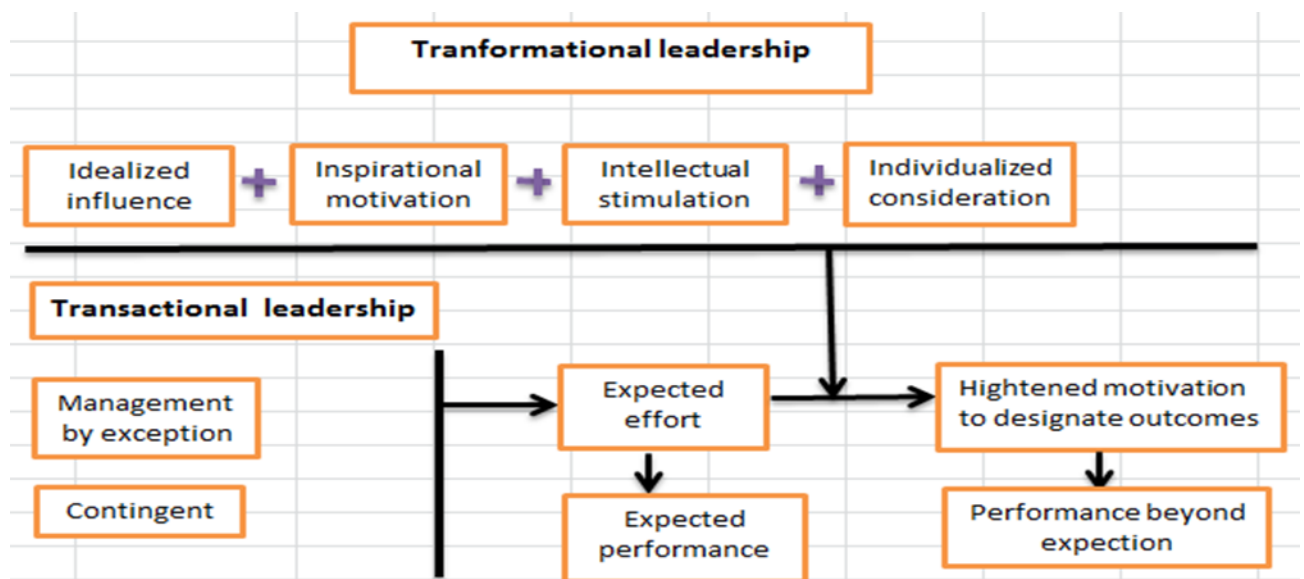 Tranformational leadership
Idealized
influence
Inspirational
motivation
Intellectual
stimulation
Individualized
consideration
Transactional leadership
Management
by exception
Contingent
Expected
effort
Expected
performance
Hightened motivation
to designate outcomes
Performance beyond
expection